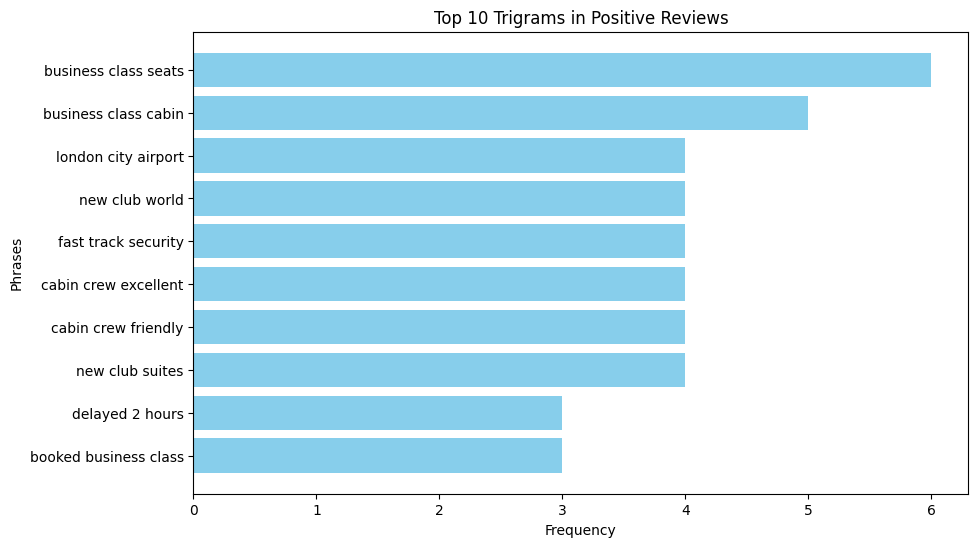 Top 10 Trigrams in Positive Reviews
business class seats
business class cabin
london city airport
new club world
fast track security
cabin crew excellent
cabin crew friendly
new club suites
delayed 2 hours
booked business class
Phrases
0 1 2 3 4 5 6
Frequency